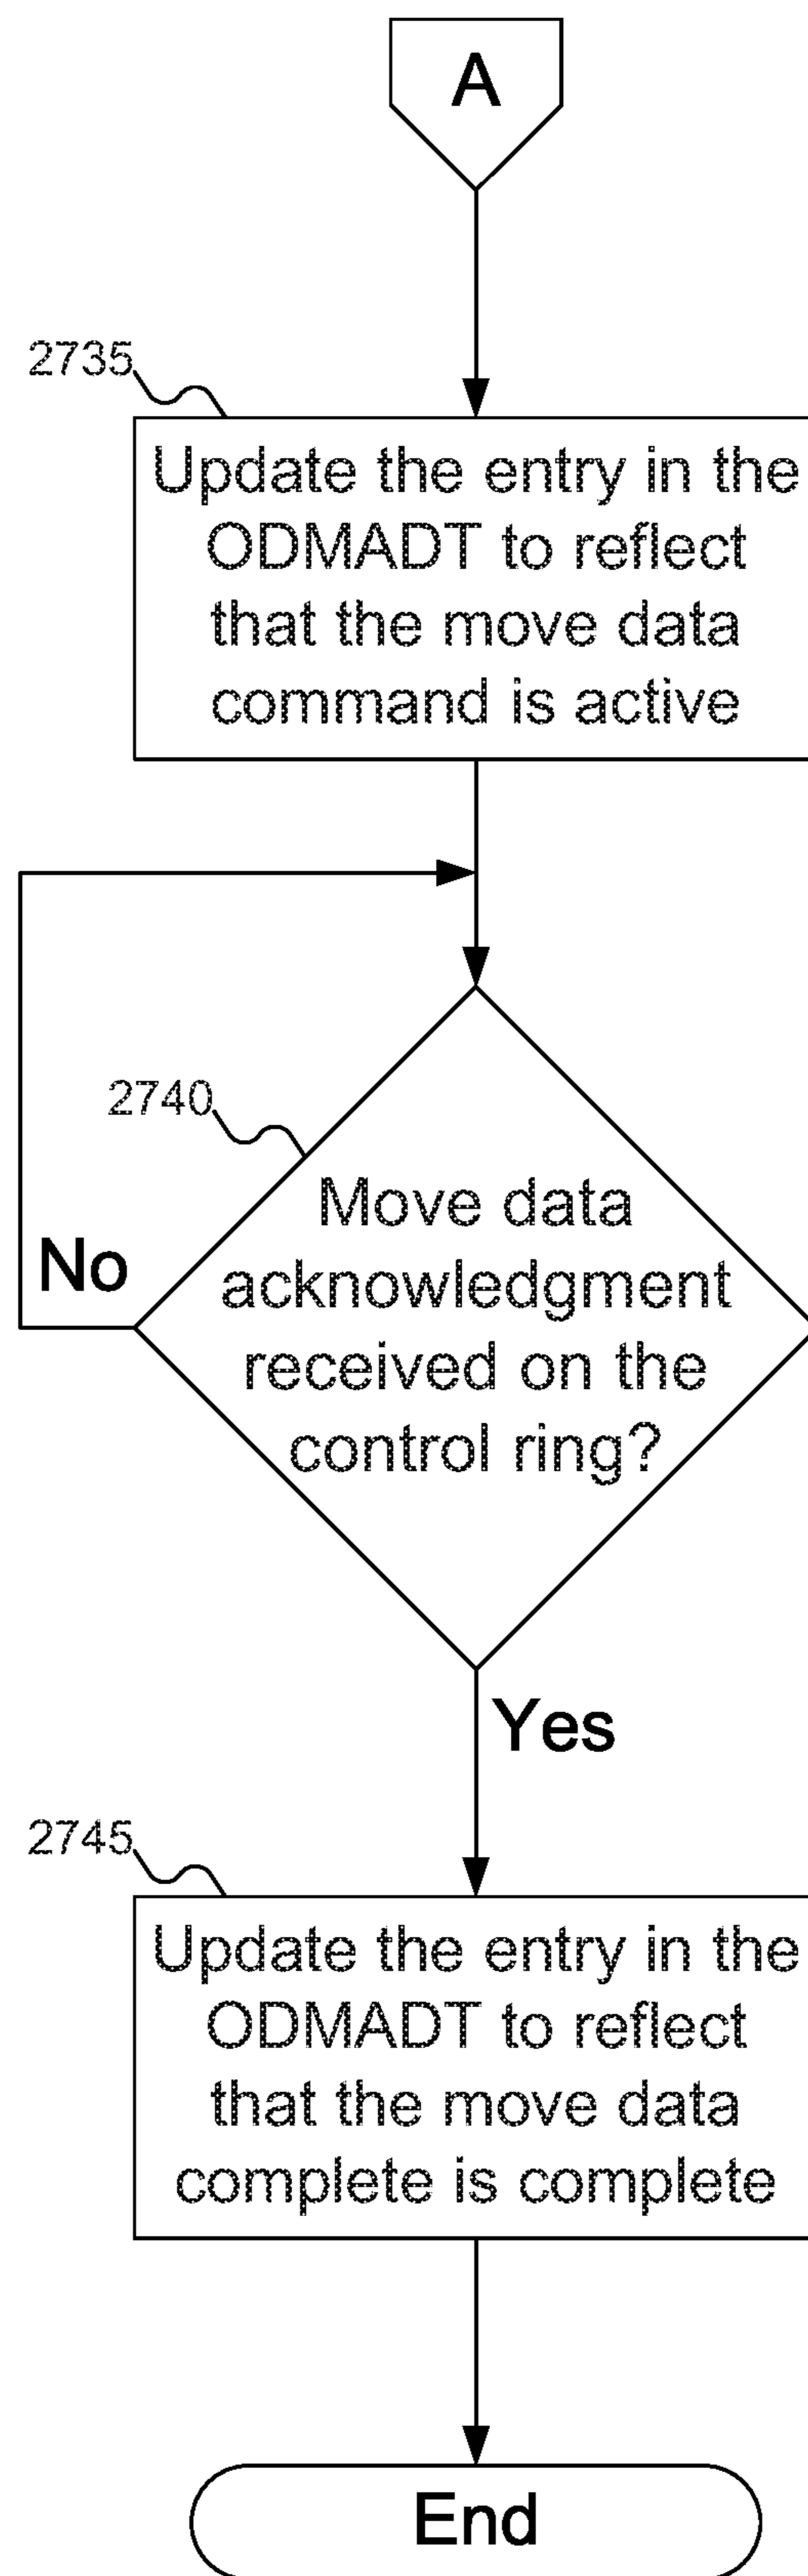 A
2735
Update the entry in the
ODMADT to reflect
that the move data
command is active
2740
Move data
acknowledgment
received on the
control ring?
No
Yes
2745
Update the entry in the
ODMADT to reflect
that the move data
complete is complete
End